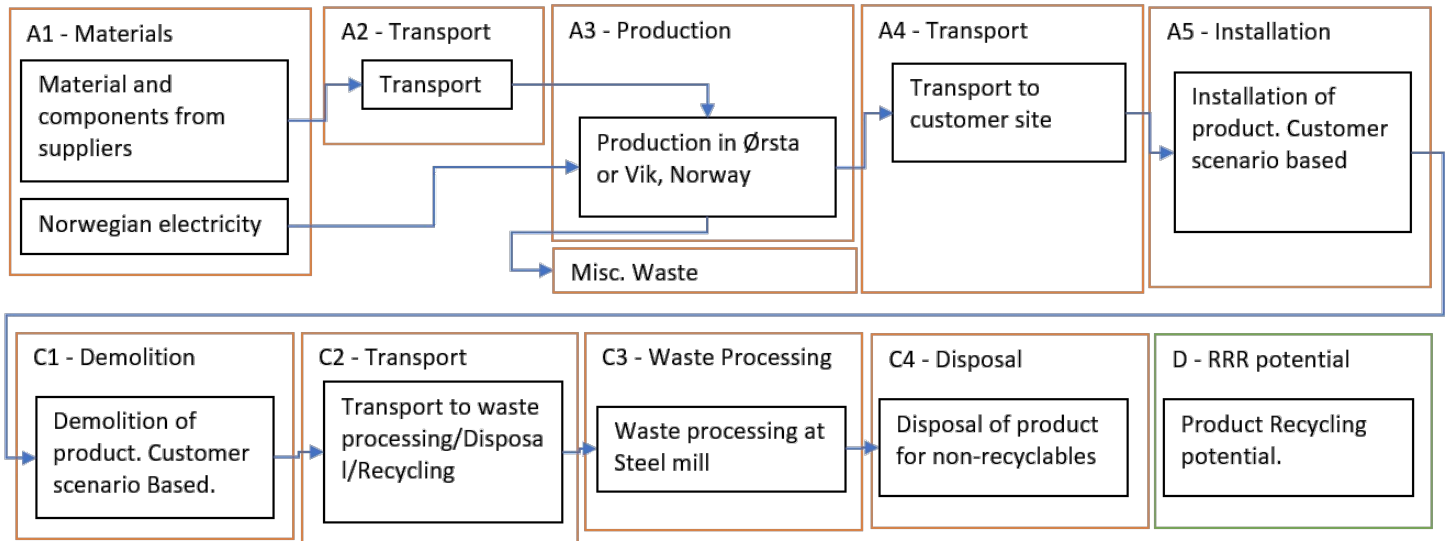 A1 - Materials
Material and
components from
suppliers
Norwegian electricity
A2 - Transport
Transport
A3 - Production
Production in Ørsta
or Vik, Norway
Misc. Waste
A4 - Transport
Transport to
customer site
A5 - Installation
Installation of
product. Customer
scenario based
C1 - Demolition
Demolition of
product. Customer
scenario Based.
C2 - Transport
Transport to waste
processing/Disposa
l/Recycling
C3 - Waste Processing
Waste processing at
Steel mill
C4 - Disposal
Disposal of product
for non-recyclables
D - RRR potential
Product Recycling
potential.